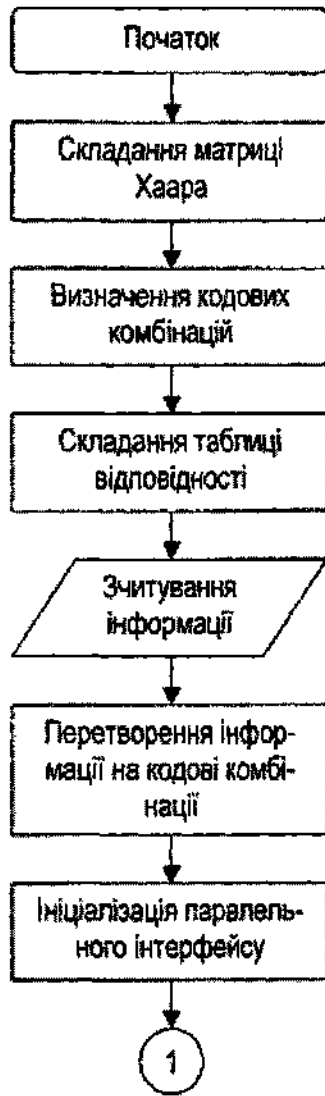 Початок
Складання матриці
Хаара
Визначення кодових
комбінацій
Складання таблиці
відповідності
Зчитування
інформації
Перетворення інфор-
мації на кодові комбі-
нації
Ініціалізація паралель-
ного інтерфейсу
1